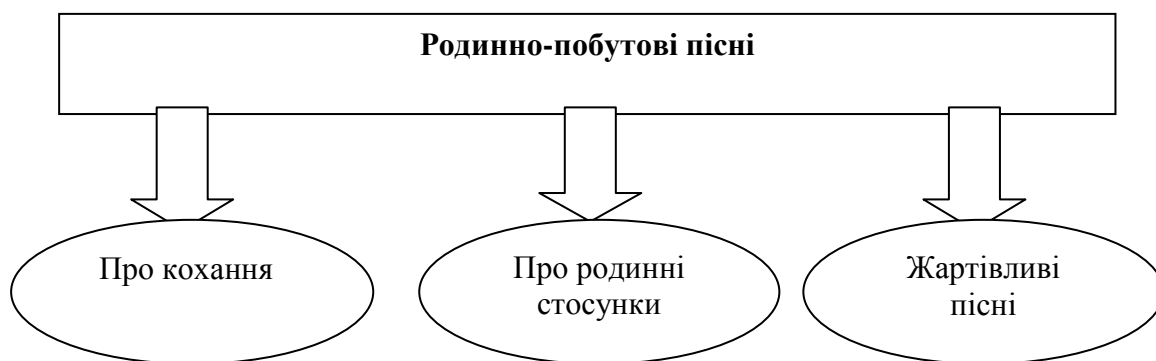 Родинно-побутові пісні
Про кохання
Про родинні
стосунки
Жартівливі
пісні